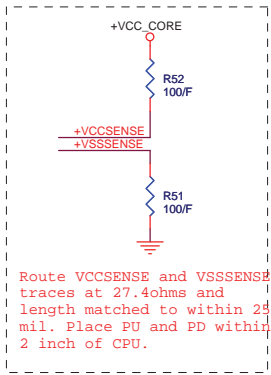 +VCC_CORE
R52
100/F
+VCCSENSE
+VSSSENSE
R51
100/F
Route VCCSENSE and VSSSENSE
traces at 27.4ohms and
length matched to within 25
mil. Place PU and PD within
2 inch of CPU.